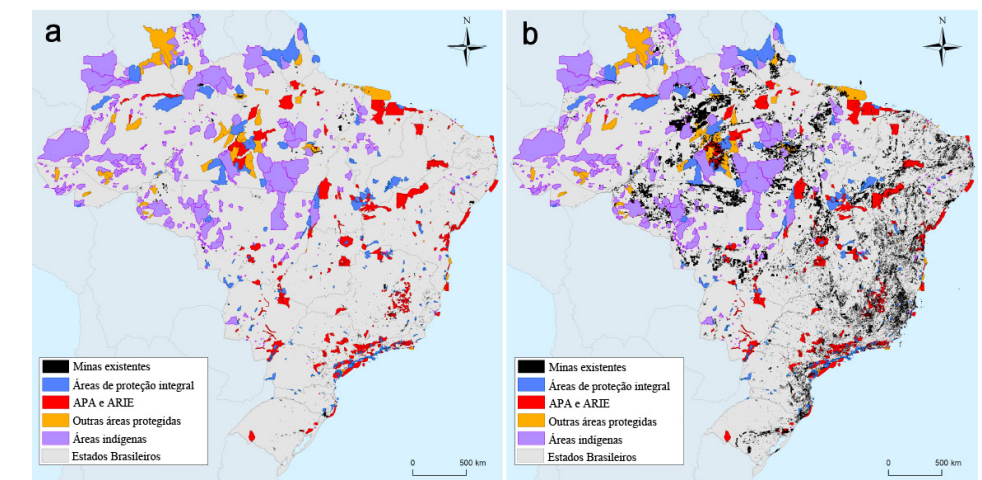 a
N
Minas existentes
Áreas de proteção integral
APA e ARIE
Outras áreas protegidas
Áreas indígenas
Estados Brasileiros
0 500 km
b
N
Minas existentes
Áreas de proteção integral
APA e ARIE
Outras áreas protegidas
Áreas indígenas
Estados Brasileiros
0 500 km